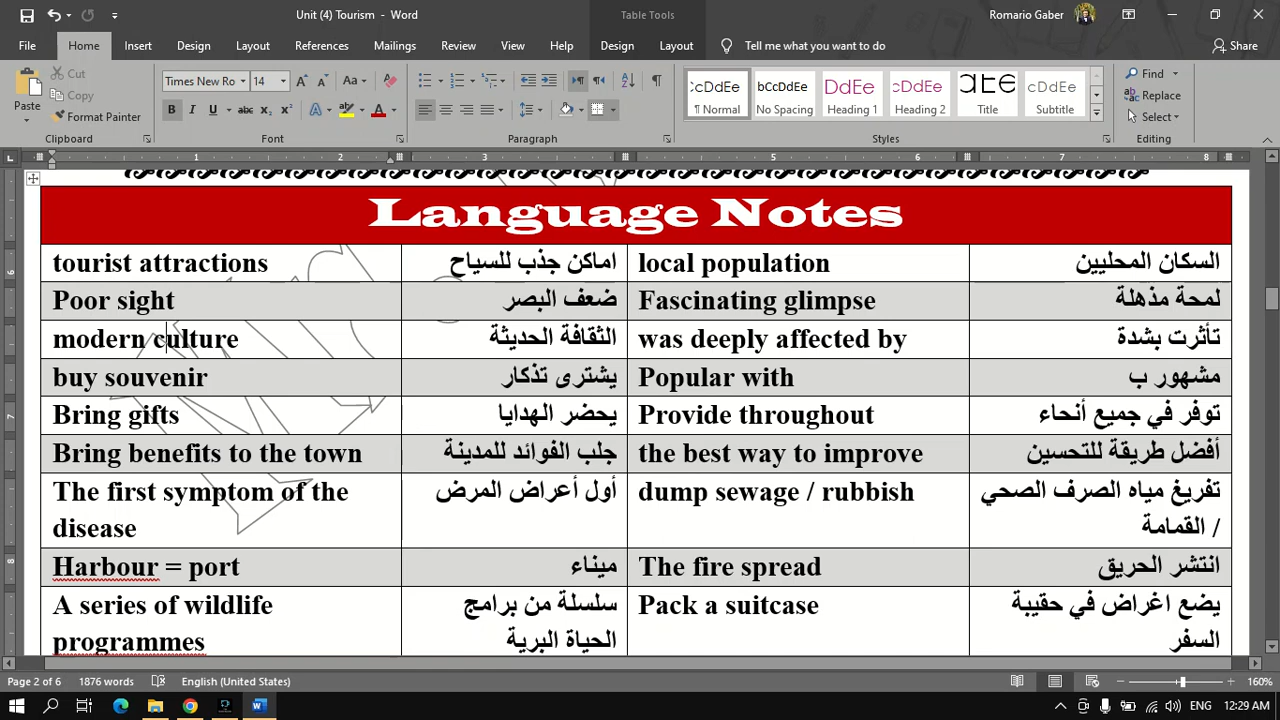 Unit (4) Tourism - Word
Table Tools
Romario Gaber
File Home Insert Design Layout References Mailings Review View Help Design Layout Tell me what you want to do Share
Paste
Cut
Copy
Format Painter
Clipboard
Times New Ro 14
Font
Paragraph
¶ Normal
No Spacing
Heading 1
Heading 2
Title
Subtitle
Styles
Find
Replace
Select
Editing
Language Notes
tourist attractions اماكن جذب للسياح local population السكان المحليين
Poor sight ضعف البصر Fascinating glimpse لمحة مذهلة
modern culture الثقافة الحديثة was deeply affected by تأثرت بشدة
buy souvenir يشترى تذكار Popular with مشهور ب
Bring gifts يحضر الهدايا Provide throughout توفر في جميع أنحاء
Bring benefits to the town جلب الفوائد للمدينة the best way to improve أفضل طريقة للتحسين
The first symptom of the
disease أول أعراض المرض dump sewage / rubbish تفريغ مياه الصرف الصحي
/ القمامة
Harbour = port ميناء The fire spread انتشر الحريق
A series of wildlife
programmes سلسلة من برامج
الحياة البرية Pack a suitcase يضع اغراض في حقيبة
السفر
Page 2 of 6 1876 words English (United States) 160%
ENG 12:29 AM